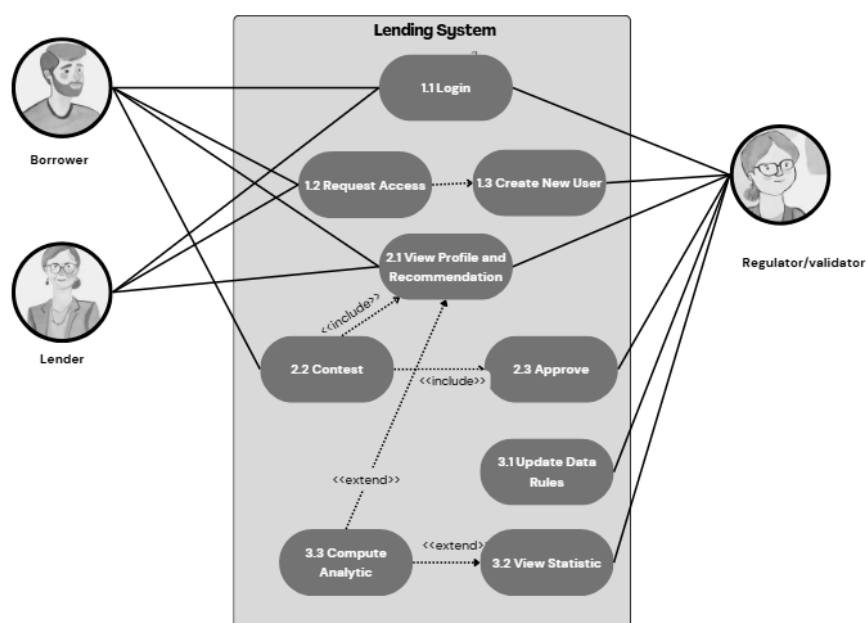 Lending System
1.1 Login
Borrower
1.2 Request Access
1.3 Create New User
2.1 View Profile and
Recommendation
Regulator/validator
Lender
<<include>>
2.2 Contest
<<include>>
2.3 Approve
3.1 Update Data
Rules
<<extend>>
3.3 Compute
Analytic
<<extend>>
3.2 View Statistic